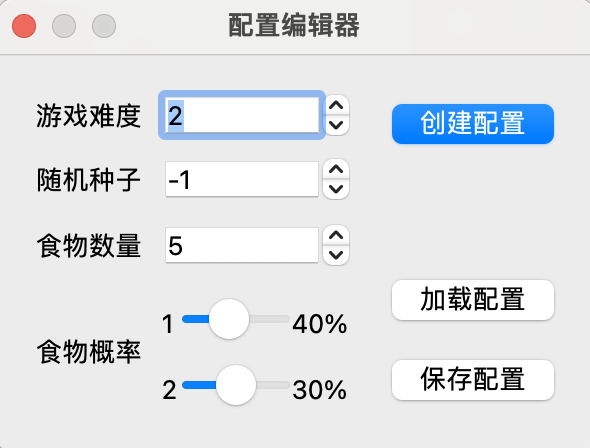 配置编辑器
游戏难度 2 创建配置
随机种子 -1
食物数量 5
加载配置
1 40%
食物概率
2 30% 保存配置